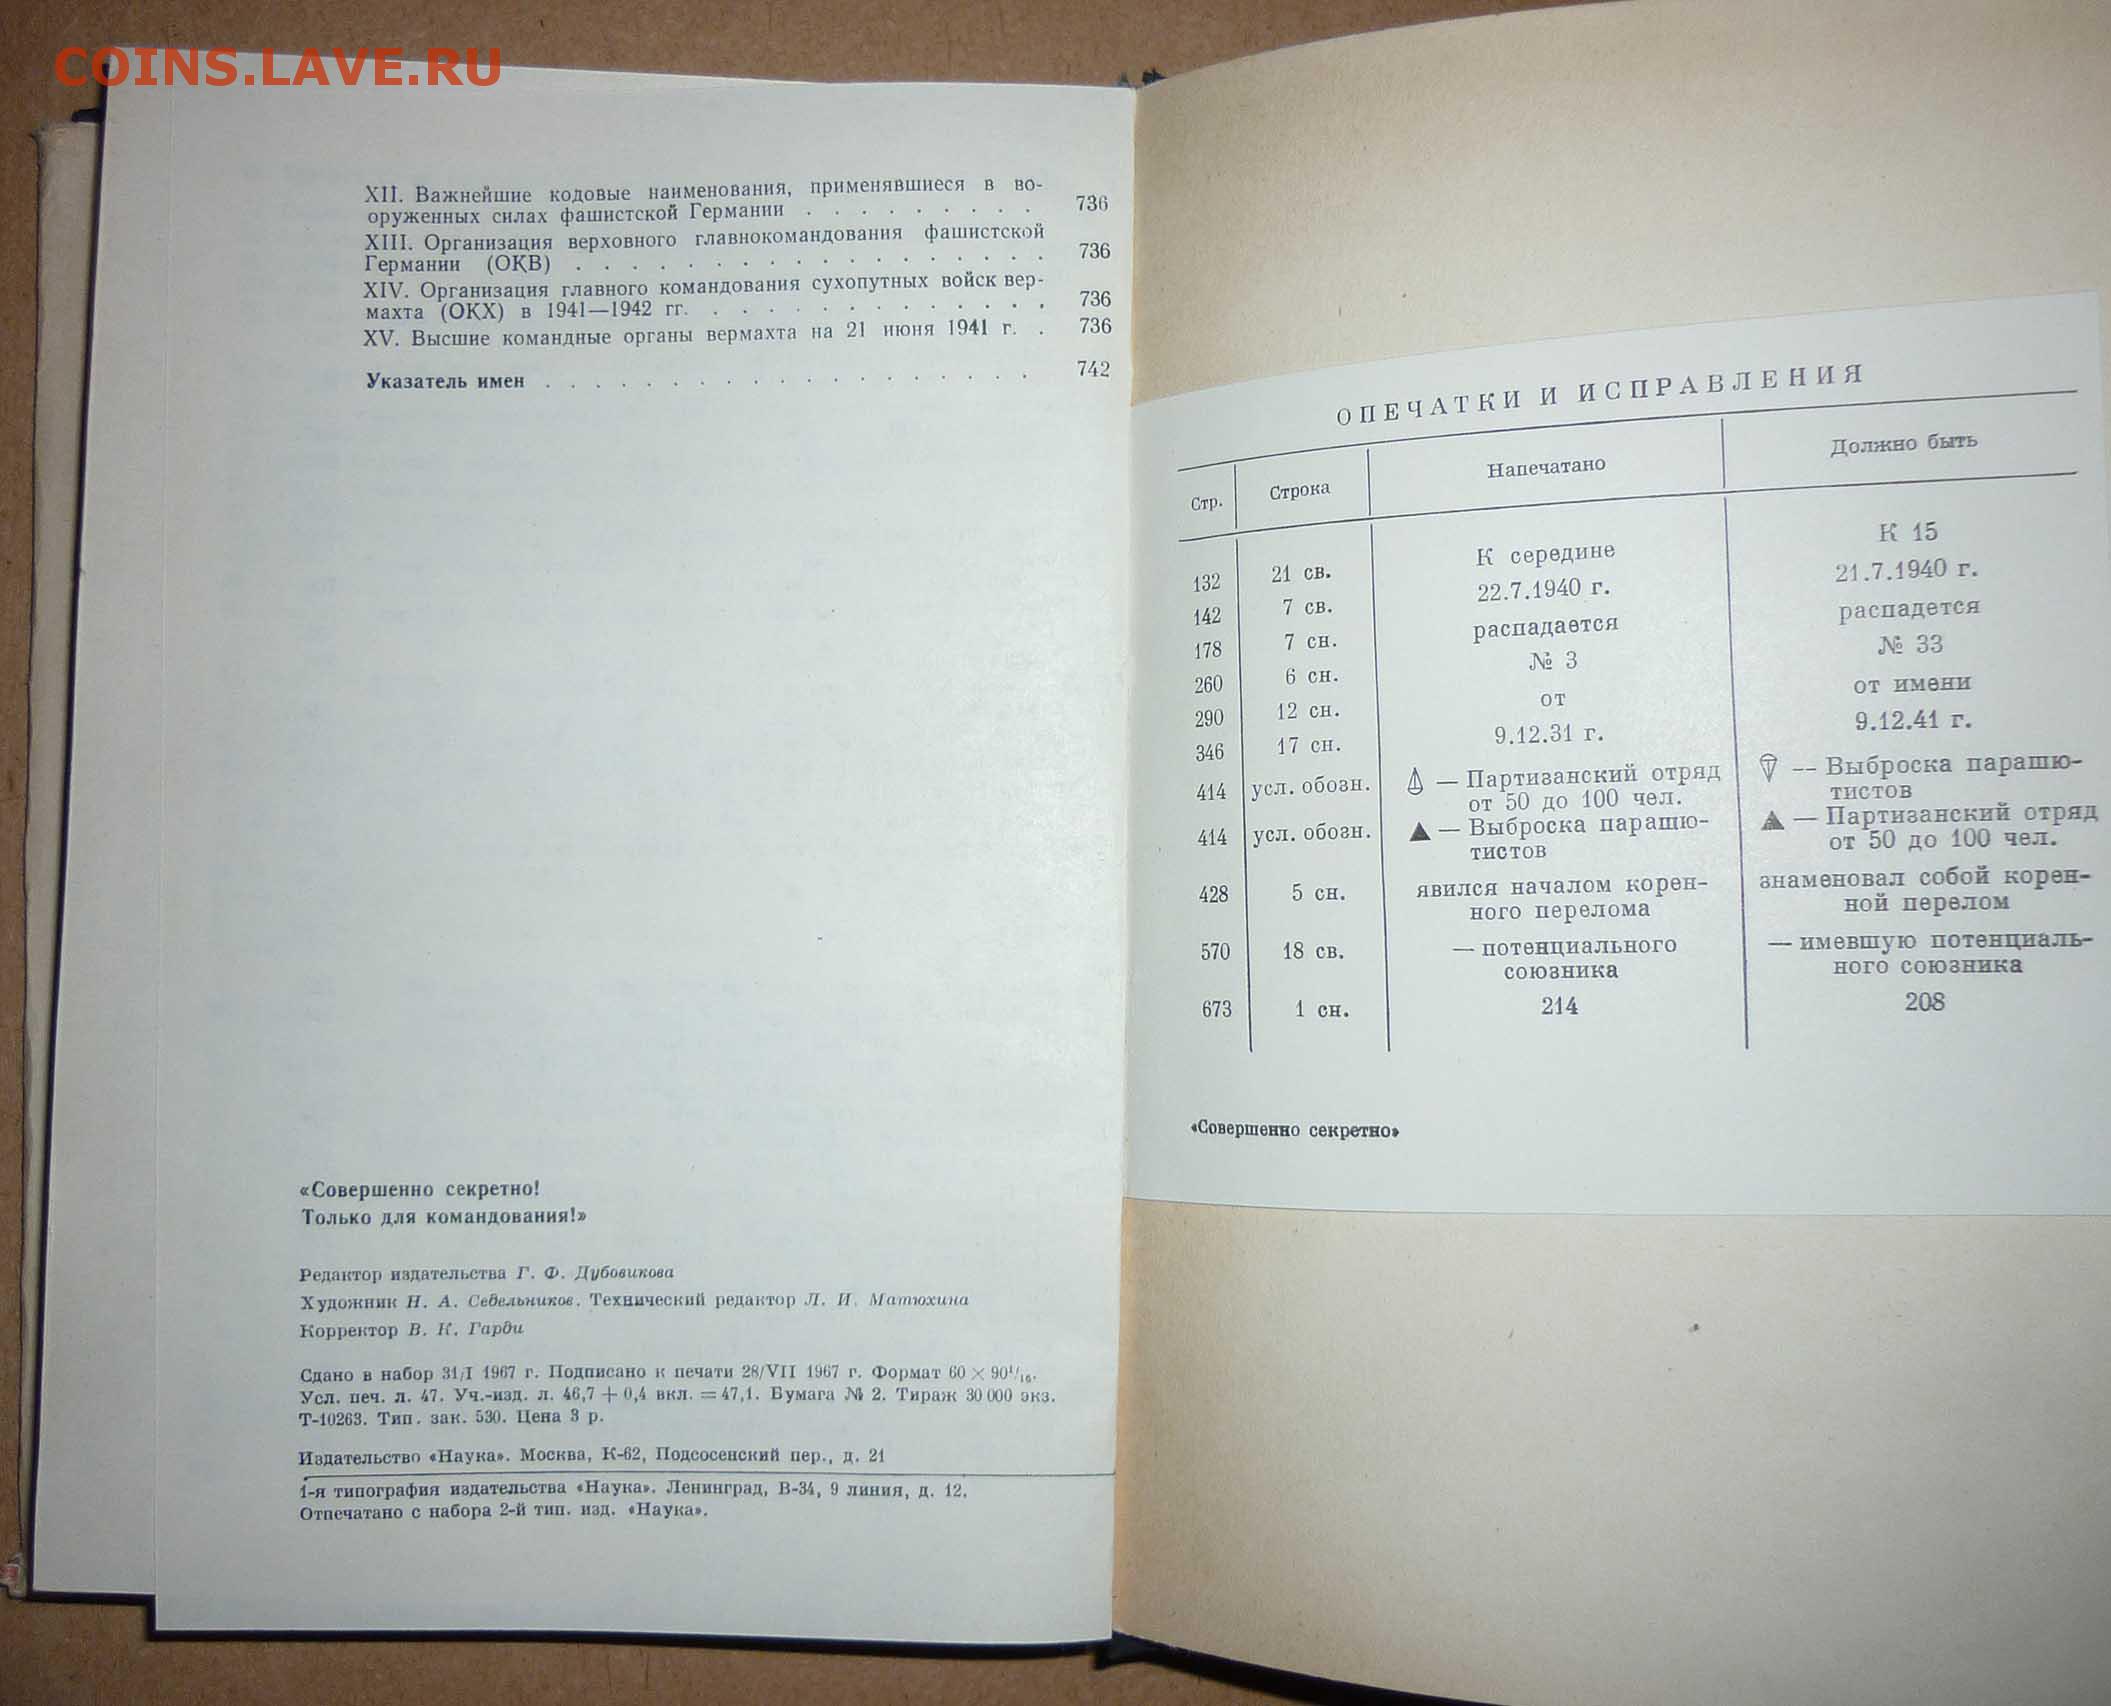 COINS.LAVE.RU
XII. Важнейшие кодовые наименования, применявшиеся в во-
оруженных силах фашистской Германии . . . . . . . . . 736
XIII. Организация верховного главнокомандования фашистской
Германии (ОКВ) . . . . . . . . . . . . . . . . . 736
XIV. Организация главного командования сухопутных войск вер-
махта (ОКХ) в 1941—1942 гг. . . . . . . . . . . . . . 736
XV. Высшие командные органы вермахта на 21 июня 1941 г. . 736
Указатель имен . . . . . . . . . . . . . . . . . . 742
«Совершенно секретно!
Только для командования!»
Редактор издательства Г. Ф. Дубовикова
Художник Н. А. Седельников. Технический редактор Л. И. Матюхина
Корректор В. К. Гарди
Сдано в набор 31/I 1967 г. Подписано к печати 28/VII 1967 г. Формат 60 × 90¹/₁₆.
Усл. печ. л. 47. Уч.-изд. л. 46,7 + 0,4 вкл. = 47,1. Бумага № 2. Тираж 30 000 экз.
Т-10263. Тип. зак. 530. Цена 3 р.
Издательство «Наука». Москва, К-62, Подсосенский пер., д. 21
1-я типография издательства «Наука». Ленинград, В-34, 9 линия, д. 12.
Отпечатано с набора 2-й тип. изд. «Наука».
ОПЕЧАТКИ И ИСПРАВЛЕНИЯ
Стр. Строка Напечатано Должно быть
132 21 св. К середине К 15
142 7 св. 22.7.1940 г. 21.7.1940 г.
178 7 сн. распадается распадется
260 6 сн. № 3 № 33
290 12 сн. от от имени
346 17 сн. 9.12.31 г. 9.12.41 г.
414 усл. обозн. — Партизанский отряд — Выброска парашю-
от 50 до 100 чел. тистов
414 усл. обозн. ▲ — Выброска парашю- ▲ — Партизанский отряд
тистов от 50 до 100 чел.
428 5 сн. явился началом корен- знаменовал собой корен-
ного перелома ной перелом
570 18 св. — потенциального — имевшую потенциаль-
союзника ного союзника
673 1 сн. 214 208
«Совершенно секретно»